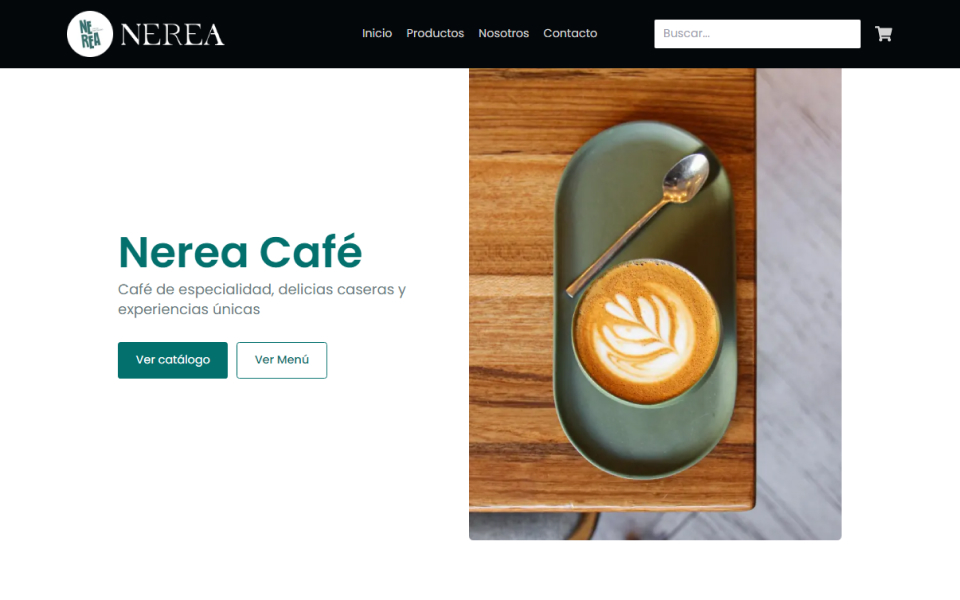 NE
REA
NEREA
Inicio
Productos
Nosotros
Contacto
Buscar...
Nerea Café
Café de especialidad, delicias caseras y
experiencias únicas
Ver catálogo
Ver Menú